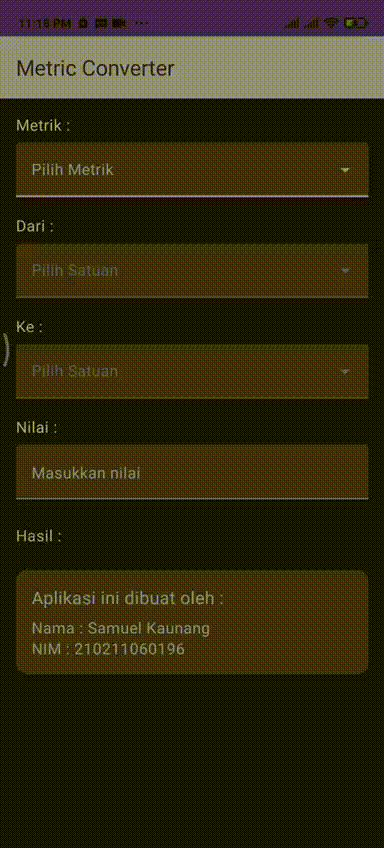 11:18 PM
Metric Converter
Metrik :
Pilih Metrik
Dari :
Pilih Satuan
Ke :
Pilih Satuan
Nilai :
Masukkan nilai
Hasil :
Aplikasi ini dibuat oleh :
Nama : Samuel Kaunang
NIM : 210211060196